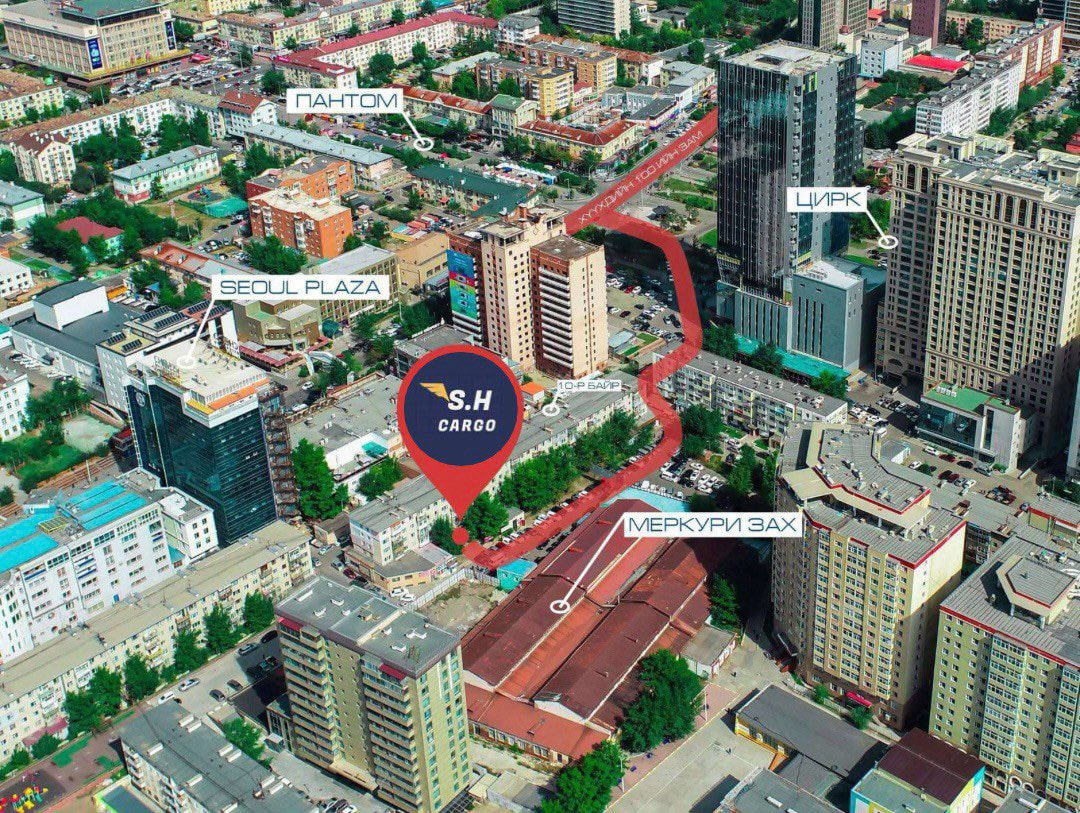 ПАНТОМ
ХҮҮХДИЙН 100 ИЙН ЗАМ
ЦИРК
SEOUL PLAZA
10-Р БАЙР
S.H
CARGO
МЕРКУРИ ЗАХ